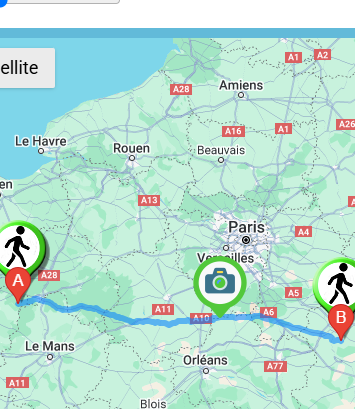 ellite
A1
A2
A28
Amiens
A16
A1
A26
Le Havre
Rouen
Beauvais
en
A13
Paris
A4
Versailles
A28
A5
A
A11
A10
A6
B
Le Mans
Orléans
A77
A11
Blois